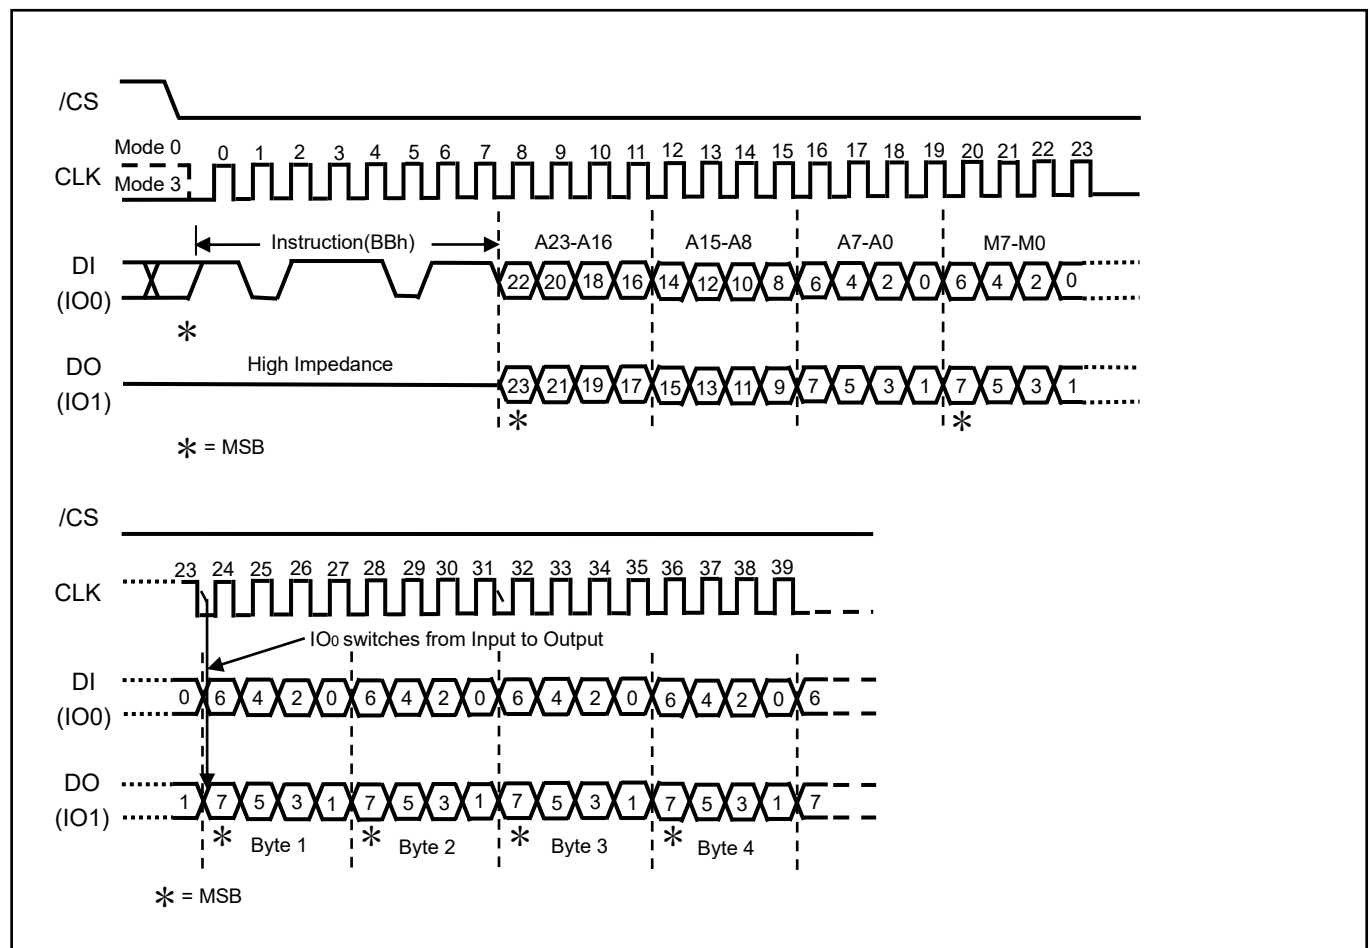 /CS
Mode 0
CLK
Mode 3
0 1 2 3 4 5 6 7 8 9 10 11 12 13 14 15 16 17 18 19 20 21 22 23
Instruction(BBh) A23-A16 A15-A8 A7-A0 M7-M0
DI
(IO0)
22 20 18 16 14 12 10 8 6 4 2 0 6 4 2 0
*
DO
(IO1)
High Impedance
23 21 19 17 15 13 11 9 7 5 3 1 7 5 3 1
* *
* = MSB
/CS
CLK
23 24 25 26 27 28 29 30 31 32 33 34 35 36 37 38 39
IO0 switches from Input to Output
DI
(IO0)
0 6 4 2 0 6 4 2 0 6 4 2 0 6 4 2 0 6
DO
(IO1)
1 7 5 3 1 7 5 3 1 7 5 3 1 7 5 3 1 7
* Byte 1 * Byte 2 * Byte 3 * Byte 4
* = MSB